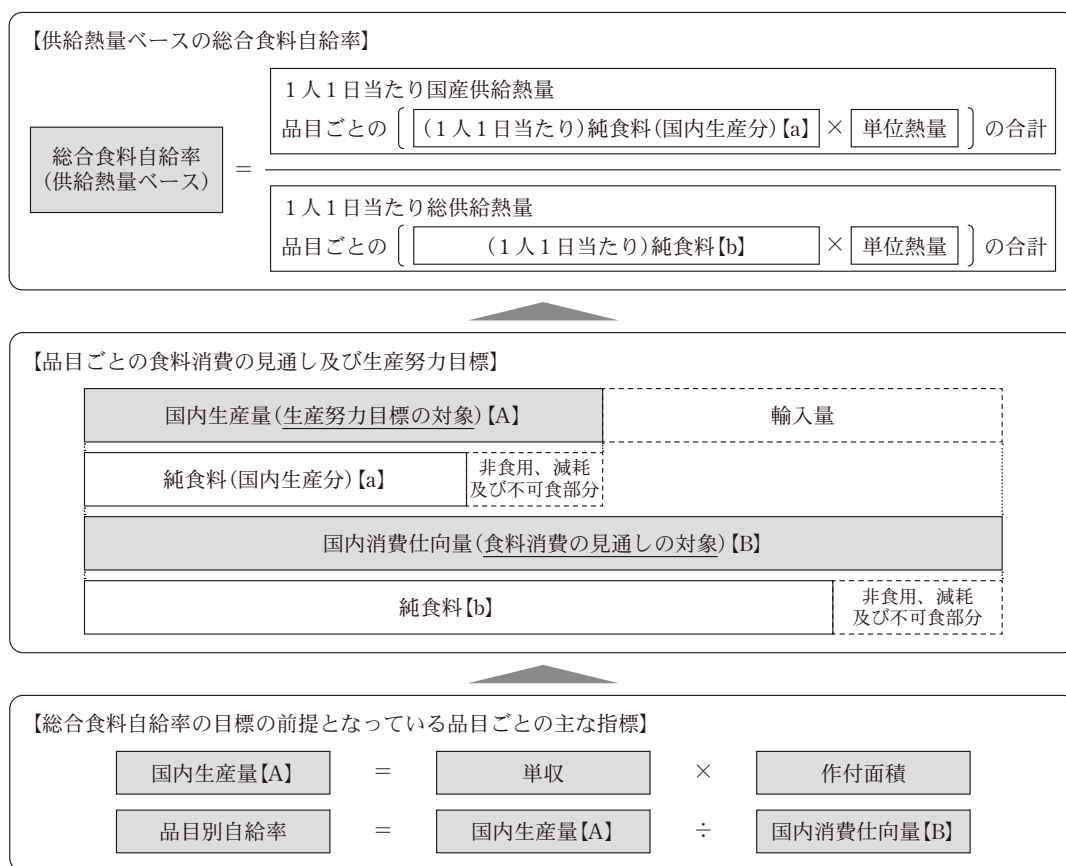 【供給熱量ベースの総合食料自給率】
総合食料自給率
(供給熱量ベース)
=
1人1日当たり国産供給熱量
品目ごとの〔(1人1日当たり)純食料(国内生産分)【a】×単位熱量〕の合計
1人1日当たり総供給熱量
品目ごとの〔(1人1日当たり)純食料【b】×単位熱量〕の合計
【品目ごとの食料消費の見通し及び生産努力目標】
国内生産量(生産努力目標の対象)【A】 輸入量
純食料(国内生産分)【a】
非食用、減耗
及び不可食部分
国内消費仕向量(食料消費の見通しの対象)【B】
純食料【b】
非食用、減耗
及び不可食部分
【総合食料自給率の目標の前提となっている品目ごとの主な指標】
国内生産量【A】 = 単収 × 作付面積
品目別自給率 = 国内生産量【A】 ÷ 国内消費仕向量【B】